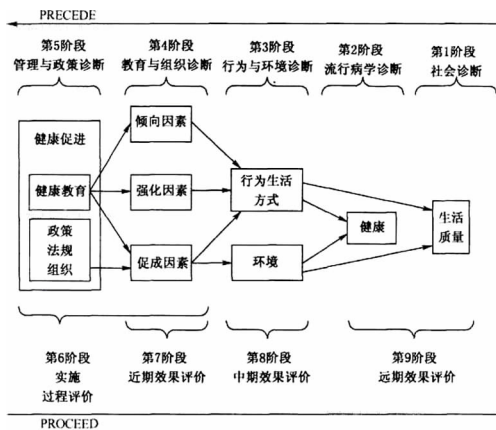 PRECEDE
第5阶段
管理与政策诊断
第4阶段
教育与组织诊断
第3阶段
行为与环境诊断
第2阶段
流行病学诊断
第1阶段
社会诊断
健康促进
健康教育
政策
法规
组织
倾向因素
强化因素
促成因素
行为生活
方式
环境
健康
生活
质量
第6阶段
实施
过程评价
第7阶段
近期效果评价
第8阶段
中期效果评价
第9阶段
远期效果评价
PROCEED